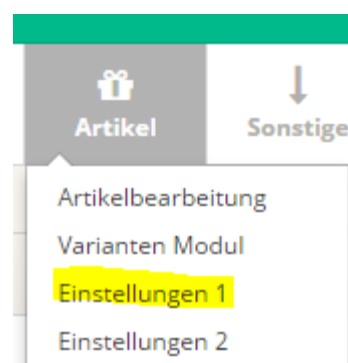 Artikel
Sonstige
Artikelbearbeitung
Varianten Modul
Einstellungen 1
Einstellungen 2